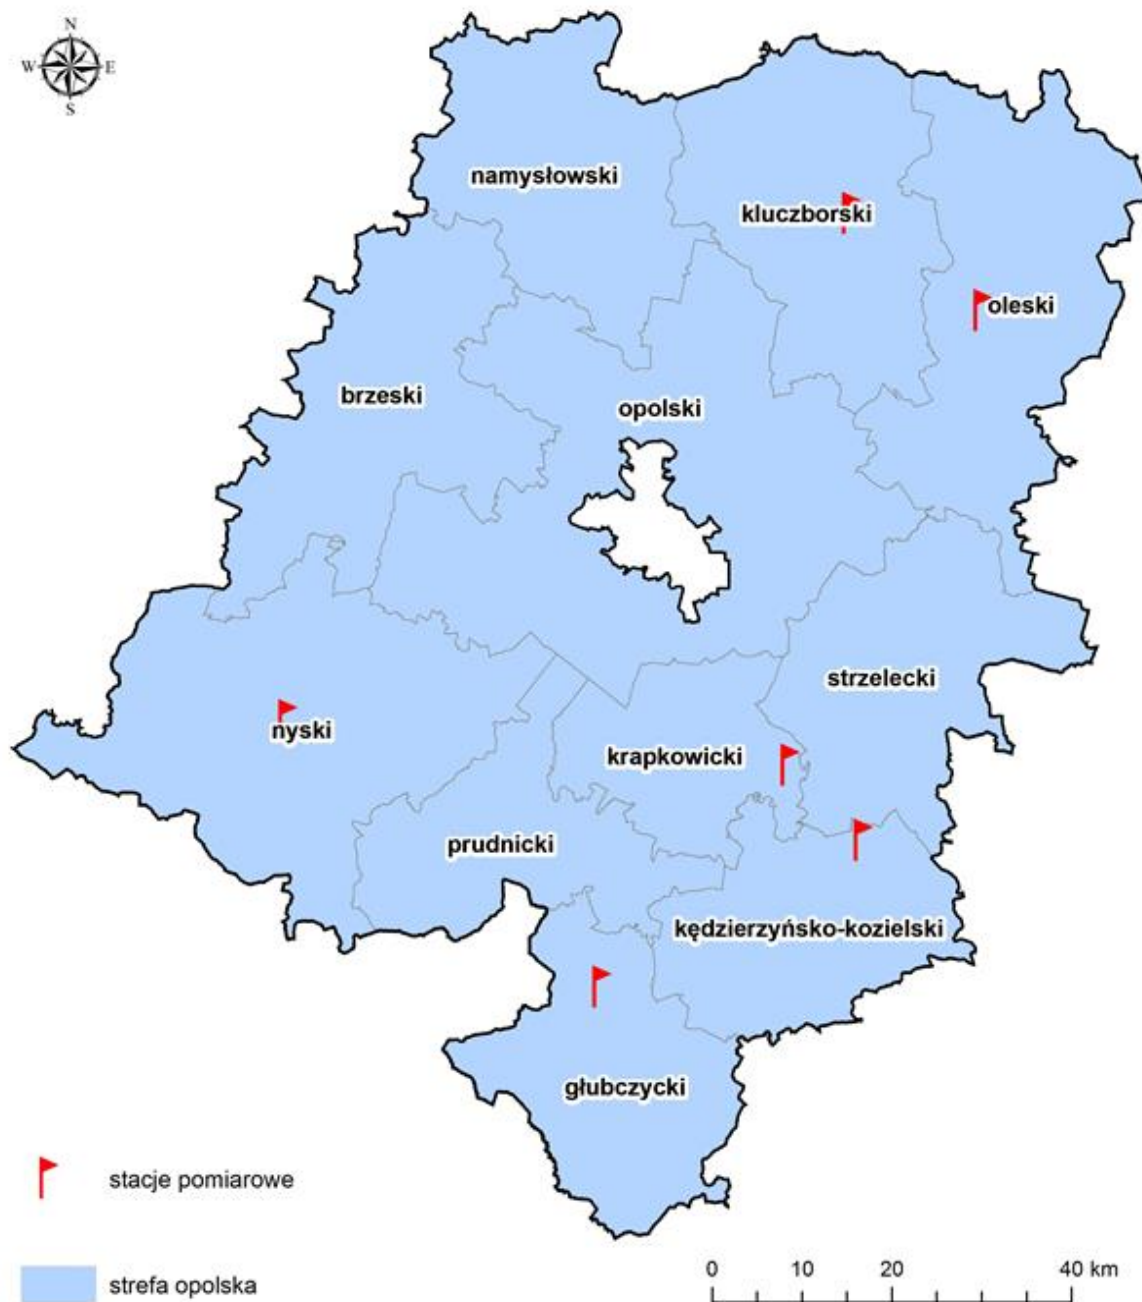 N
W E
S
namysłowski
kluczborski
oleski
brzeski
opolski
strzelecki
nyski
krapkowicki
prudnicki
kędzierzyńsko-kozielski
głubczycki
stacje pomiarowe
strefa opolska
0 10 20 40 km